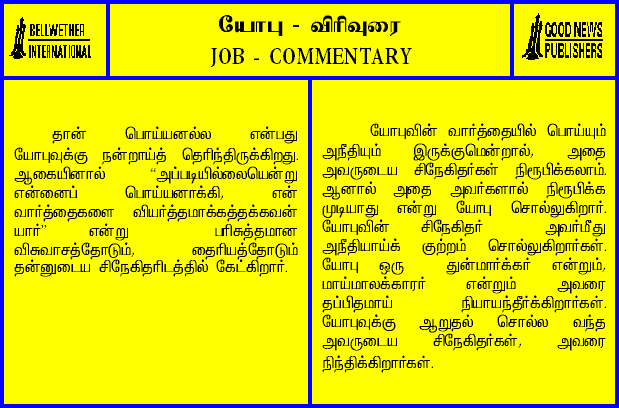 BELLWETHER
INTERNATIONAL
யோபு - விரிவுரை
JOB - COMMENTARY
GOOD NEWS
PUBLISHERS
தான் பொய்யனல்ல என்பது
யோபுவுக்கு நன்றாய்த் தெரிந்திருக்கிறது.
ஆகையினால் “அப்படியில்லையென்று
என்னைப் பொய்யனாக்கி, என்
வார்த்தைகளை வியர்த்தமாக்கத்தக்கவன்
யார்” என்று பரிசுத்தமான
விசுவாசத்தோடும், தைரியத்தோடும்
தன்னுடைய சிநேகிதரிடத்தில் கேட்கிறார்.
யோபுவின் வார்த்தையில் பொய்யும்
அநீதியும் இருக்குமென்றால், அதை
அவருடைய சிநேகிதர்கள் நிரூபிக்கலாம்.
ஆனால் அதை அவர்களால் நிரூபிக்க
முடியாது என்று யோபு சொல்லுகிறார்.
யோபுவின் சிநேகிதர் அவர்மீது
அநீதியாய்க் குற்றம் சொல்லுகிறார்கள்.
யோபு ஒரு துன்மார்க்கர் என்றும்,
மாய்மாலக்காரர் என்றும் அவரை
தப்பிதமாய் நியாயந்தீர்க்கிறார்கள்.
யோபுவுக்கு ஆறுதல் சொல்ல வந்த
அவருடைய சிநேகிதர்கள், அவரை
நிந்திக்கிறார்கள்.